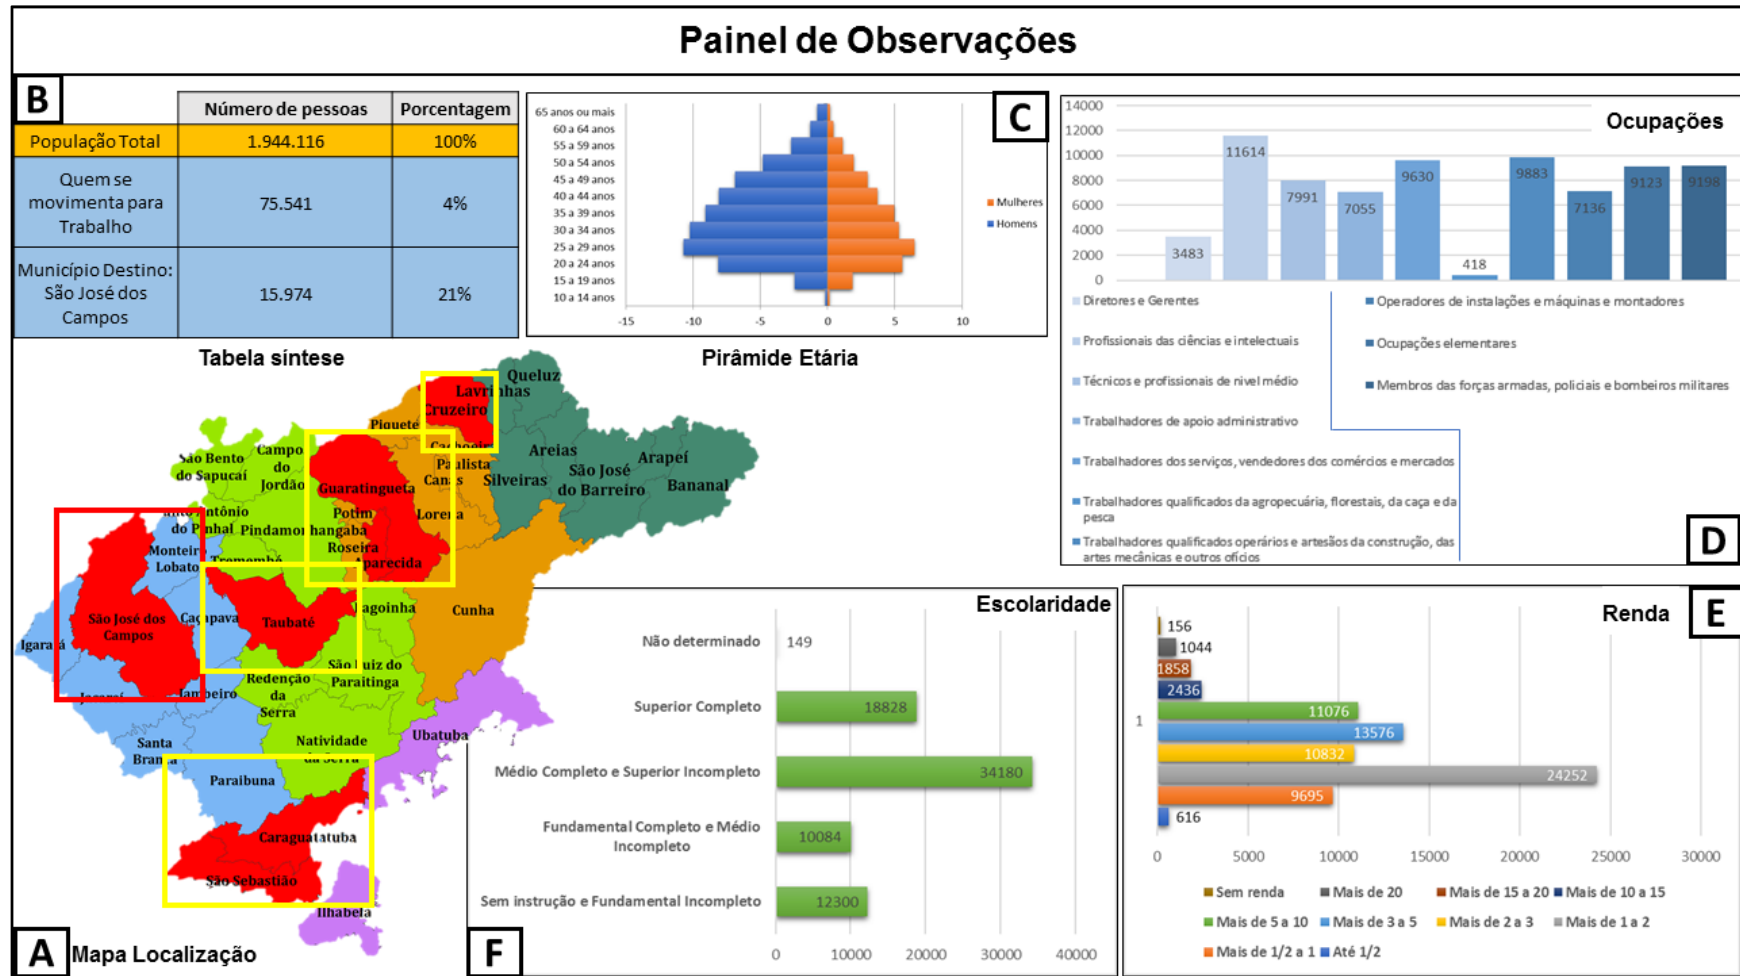 Painel de Observações
B
Número de pessoas
Porcentagem
População Total
1.944.116
100%
Quem se
movimenta para
Trabalho
75.541
4%
Município Destino:
São José dos
Campos
15.974
21%
Tabela síntese
C
65 anos ou mais
60 a 64 anos
55 a 59 anos
50 a 54 anos
45 a 49 anos
40 a 44 anos
35 a 39 anos
30 a 34 anos
25 a 29 anos
20 a 24 anos
15 a 19 anos
10 a 14 anos
-15 -10 -5 0 5 10
Mulheres
Homens
Pirâmide Etária
Ocupações
14000
12000
10000
8000
6000
4000
2000
0
3483
11614
7991
7055
9630
418
9883
7136
9123
9198
Diretores e Gerentes
Profissionais das ciências e intelectuais
Técnicos e profissionais de nivel médio
Trabalhadores de apoio administrativo
Trabalhadores dos serviços, vendedores dos comércios e mercados
Trabalhadores qualificados da agropecuária, florestais, da caça e da
pesca
Trabalhadores qualificados operários e artesãos da construção, das
artes mecânicas e outros ofícios
Operadores de instalações e máquinas e montadores
Ocupações elementares
Membros das forças armadas, policiais e bombeiros militares
D
Queluz
Lavrinhas
Cruzeiro
Piquete
Paulista
Canas
Silveiras
Areias
São José
do Barreiro
Arapeí
Bananal
São Bento
do Sapucaí
Campo
do
Jordão
Guaratingueta
Potim
Lorena
Antônio
do Pinhal
Pindamonhangaba
Roseira
Aparecida
Monteiro
Lobato
Tremembé
São José dos
Campos
Caçapava
Taubaté
Lagoinha
Cunha
Igaratá
Jacareí
Jambeiro
São Luiz do
Paraitinga
Redenção
da
Serra
Santa
Branca
Natividade
da Serra
Ubatuba
Paraibuna
Caraguatatuba
São Sebastião
Ilhabela
A
Mapa Localização
Escolaridade
Não determinado
149
Superior Completo
18828
Médio Completo e Superior Incompleto
34180
Fundamental Completo e Médio
Incompleto
10084
Sem instrução e Fundamental Incompleto
12300
0 10000 20000 30000 40000
F
Renda
E
1
156
1044
1858
2436
11076
13576
10832
24252
9695
616
0 5000 10000 15000 20000 25000 30000
Sem renda
Mais de 20
Mais de 15 a 20
Mais de 10 a 15
Mais de 5 a 10
Mais de 3 a 5
Mais de 2 a 3
Mais de 1 a 2
Mais de 1/2 a 1
Até 1/2